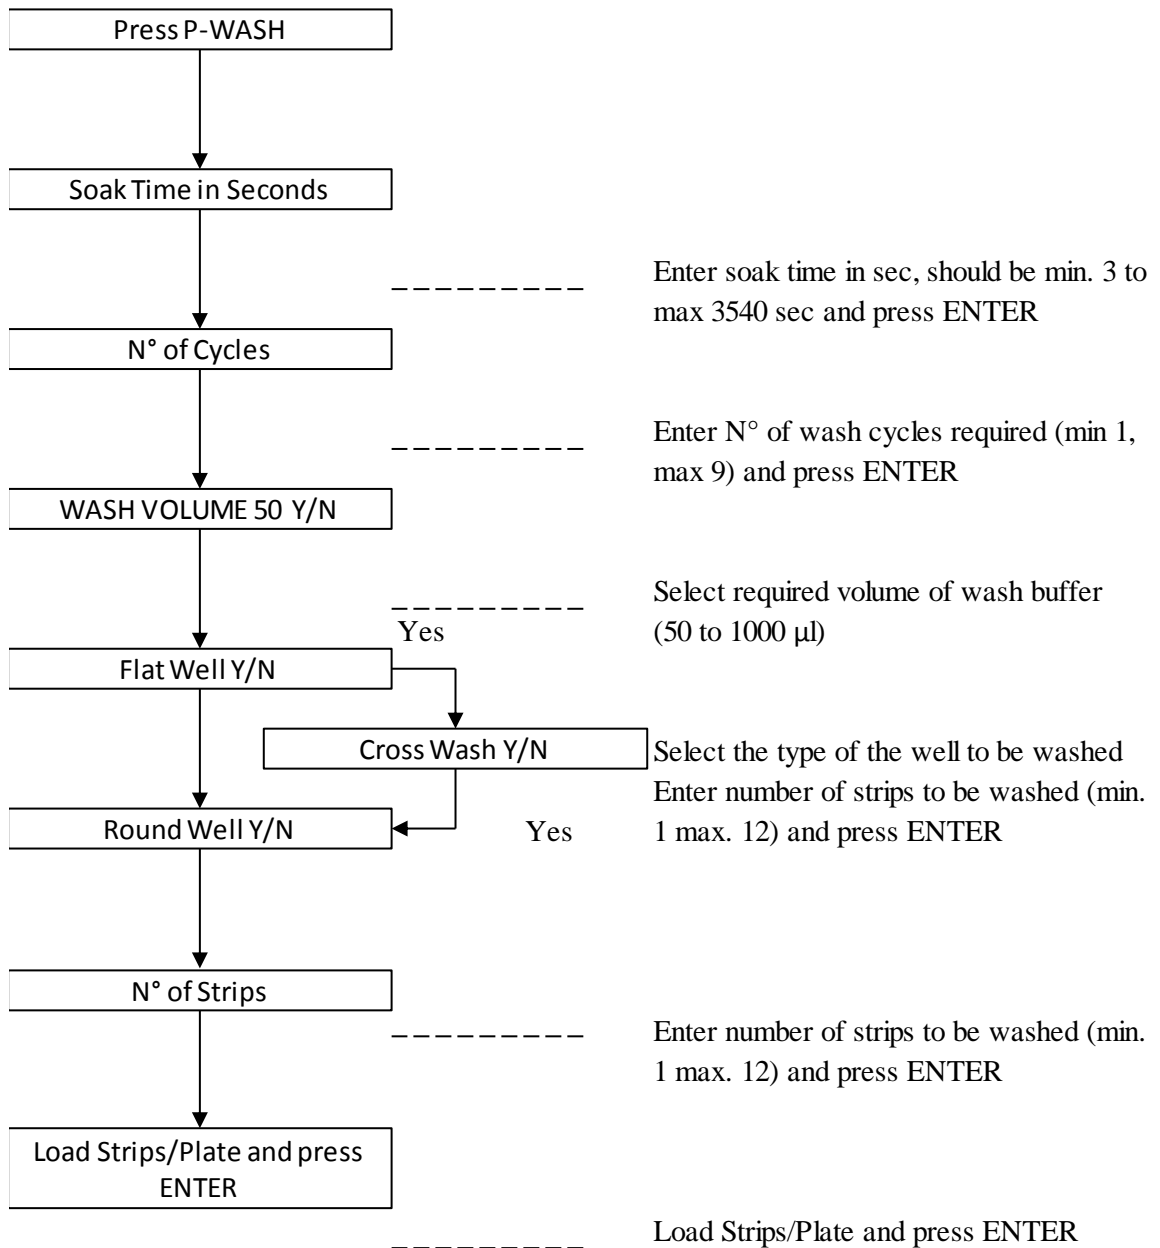 Press P-WASH
Soak Time in Seconds
Enter soak time in sec, should be min. 3 to
max 3540 sec and press ENTER
N° of Cycles
Enter N° of wash cycles required (min 1,
max 9) and press ENTER
WASH VOLUME 50 Y/N
Select required volume of wash buffer
(50 to 1000 µl)
Yes
Flat Well Y/N
Cross Wash Y/N
Select the type of the well to be washed
Enter number of strips to be washed (min.
1 max. 12) and press ENTER
Round Well Y/N
Yes
N° of Strips
Enter number of strips to be washed (min.
1 max. 12) and press ENTER
Load Strips/Plate and press
ENTER
Load Strips/Plate and press ENTER